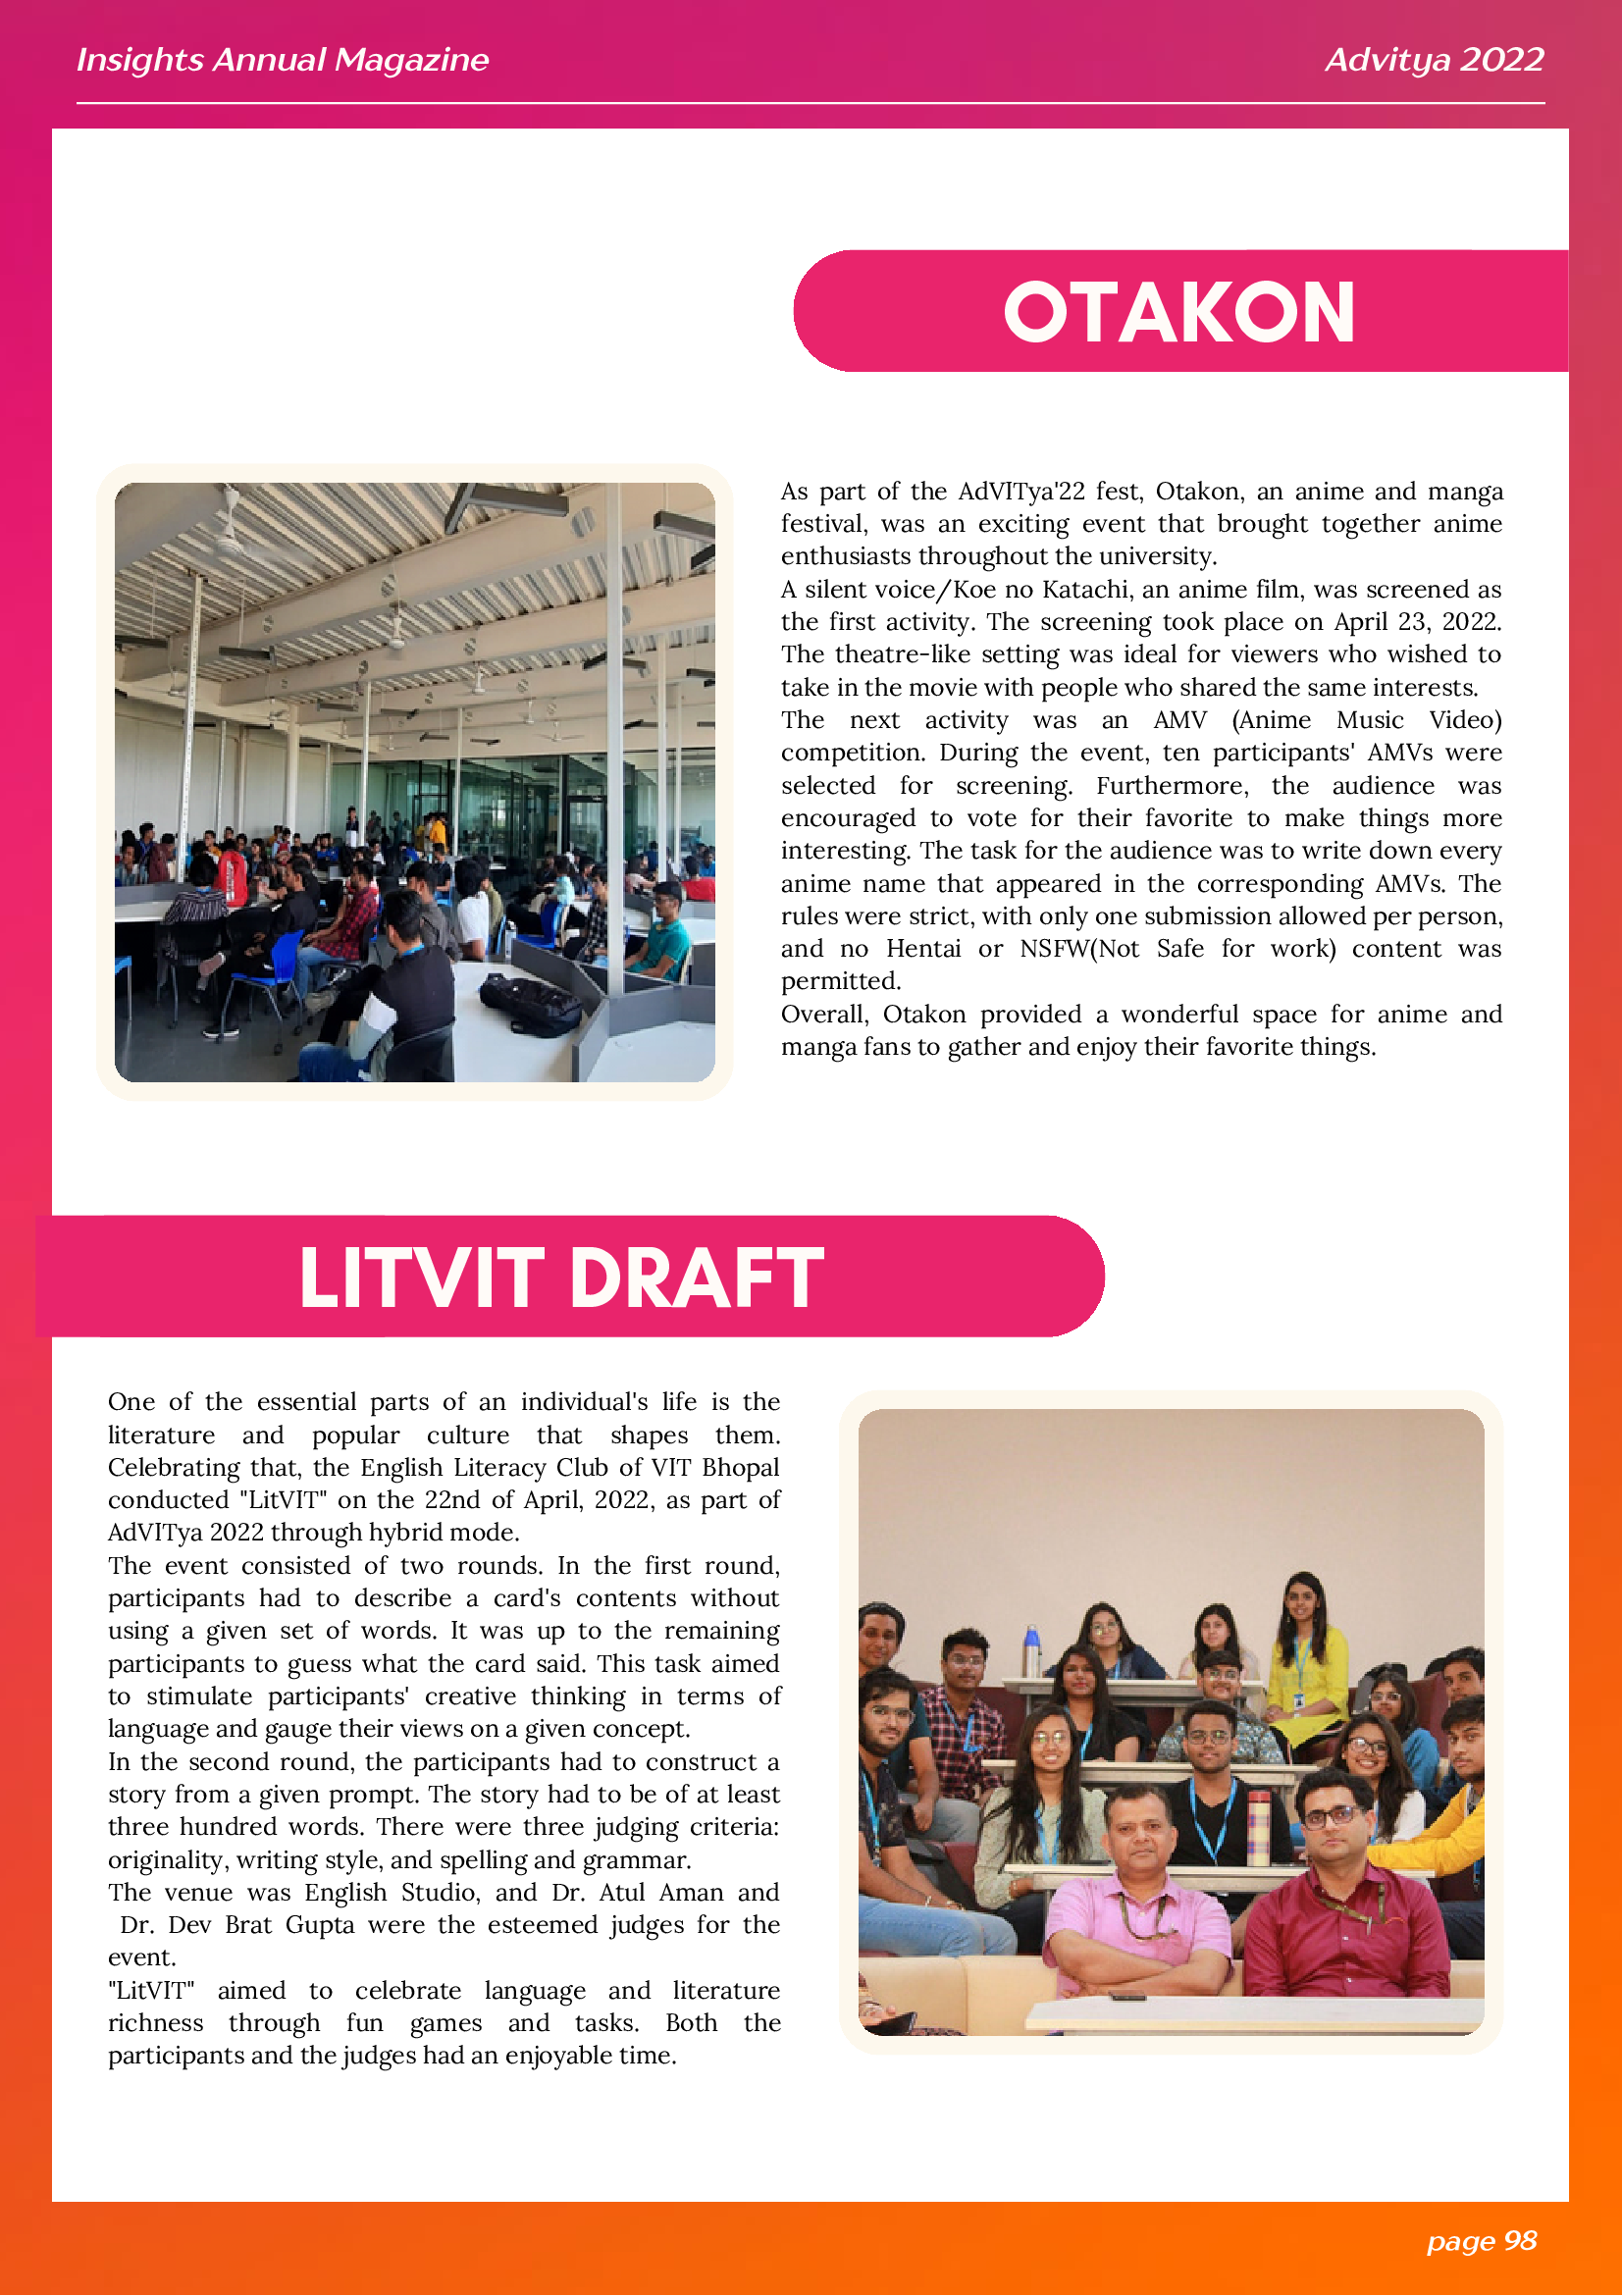 Insights Annual Magazine
Advitya 2022
OTAKON
As part of the AdVITya'22 fest, Otakon, an anime and manga
festival, was an exciting event that brought together anime
enthusiasts throughout the university.
A silent voice/Koe no Katachi, an anime film, was screened as
the first activity. The screening took place on April 23, 2022.
The theatre-like setting was ideal for viewers who wished to
take in the movie with people who shared the same interests.
The next activity was an AMV (Anime Music Video)
competition. During the event, ten participants' AMVs were
selected for screening. Furthermore, the audience was
encouraged to vote for their favorite to make things more
interesting. The task for the audience was to write down every
anime name that appeared in the corresponding AMVs. The
rules were strict, with only one submission allowed per person,
and no Hentai or NSFW(Not Safe for work) content was
permitted.
Overall, Otakon provided a wonderful space for anime and
manga fans to gather and enjoy their favorite things.
LITVIT DRAFT
One of the essential parts of an individual's life is the
literature and popular culture that shapes them.
Celebrating that, the English Literacy Club of VIT Bhopal
conducted "LitVIT" on the 22nd of April, 2022, as part of
AdVITya 2022 through hybrid mode.
The event consisted of two rounds. In the first round,
participants had to describe a card's contents without
using a given set of words. It was up to the remaining
participants to guess what the card said. This task aimed
to stimulate participants' creative thinking in terms of
language and gauge their views on a given concept.
In the second round, the participants had to construct a
story from a given prompt. The story had to be of at least
three hundred words. There were three judging criteria:
originality, writing style, and spelling and grammar.
The venue was English Studio, and Dr. Atul Aman and
Dr. Dev Brat Gupta were the esteemed judges for the
event.
"LitVIT" aimed to celebrate language and literature
richness through fun games and tasks. Both the
participants and the judges had an enjoyable time.
page 98